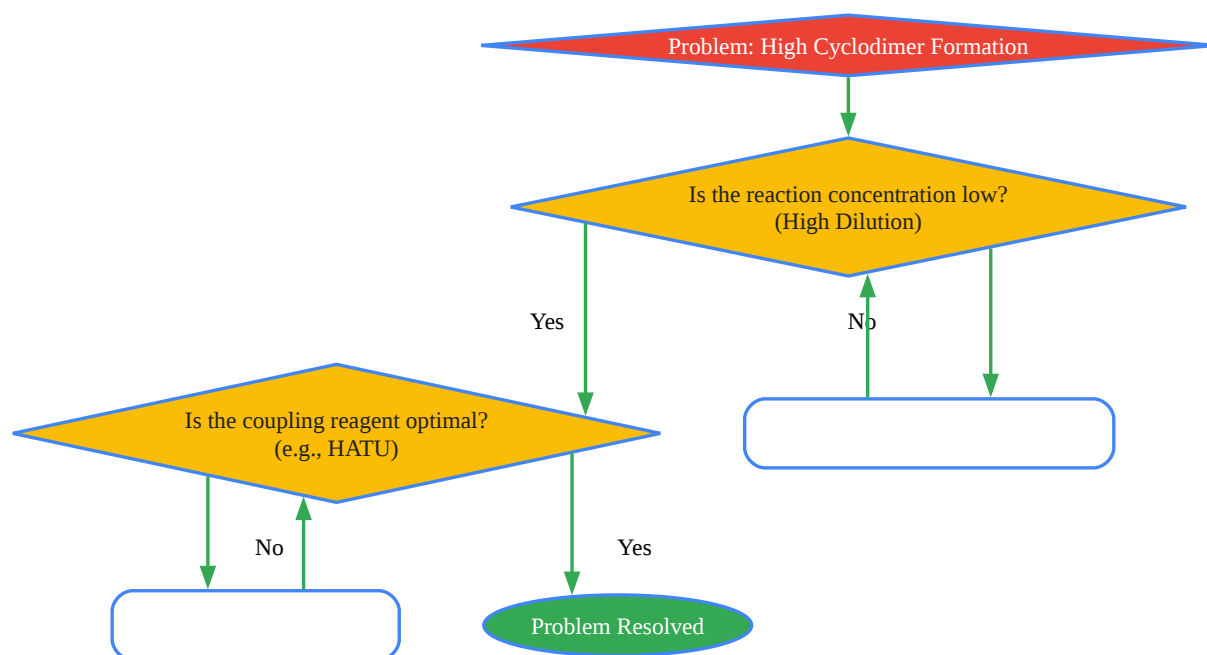 Problem: High Cyclodimer Formation
Is the reaction concentration low?
(High Dilution)
Yes
No
Is the coupling reagent optimal?
(e.g., HATU)
No
Yes
Problem Resolved